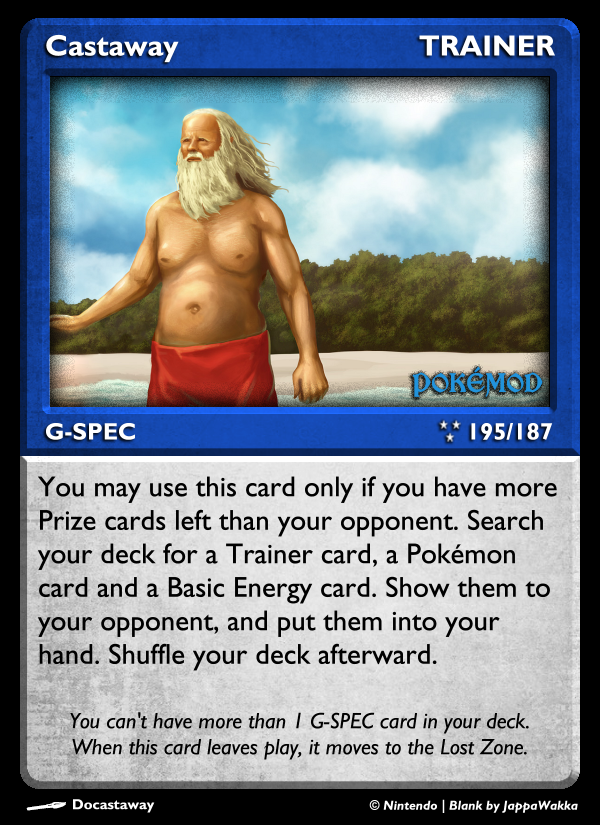 Castaway TRAINER
POKÉMOD
G-SPEC 195/187
You may use this card only if you have more
Prize cards left than your opponent. Search
your deck for a Trainer card, a Pokémon
card and a Basic Energy card. Show them to
your opponent, and put them into your
hand. Shuffle your deck afterward.
You can't have more than 1 G-SPEC card in your deck.
When this card leaves play, it moves to the Lost Zone.
Docastaway © Nintendo | Blank by JappaWakka